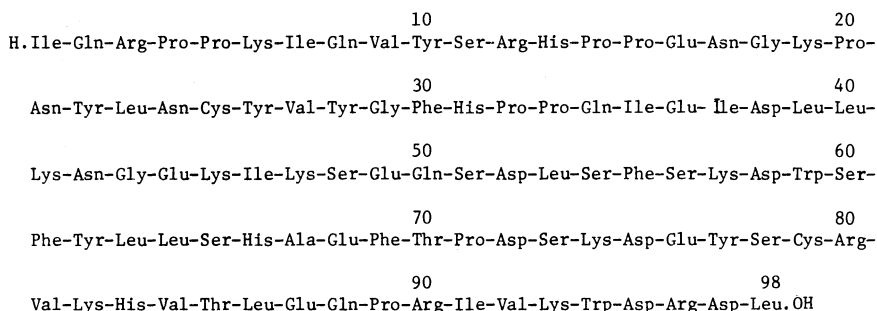 10 20
H.Ile-Gln-Arg-Pro-Pro-Lys-Ile-Gln-Val-Tyr-Ser-Arg-His-Pro-Pro-Glu-Asn-Gly-Lys-Pro-
30 40
Asn-Tyr-Leu-Asn-Cys-Tyr-Val-Tyr-Gly-Phe-His-Pro-Pro-Gln-Ile-Glu- Ile-Asp-Leu-Leu-
50 60
Lys-Asn-Gly-Glu-Lys-Ile-Lys-Ser-Glu-Gln-Ser-Asp-Leu-Ser-Phe-Ser-Lys-Asp-Trp-Ser-
70 80
Phe-Tyr-Leu-Leu-Ser-His-Ala-Glu-Phe-Thr-Pro-Asp-Ser-Lys-Asp-Glu-Tyr-Ser-Cys-Arg-
90 98
Val-Lys-His-Val-Thr-Leu-Glu-Gln-Pro-Arg-Ile-Val-Lys-Trp-Asp-Arg-Asp-Leu.OH